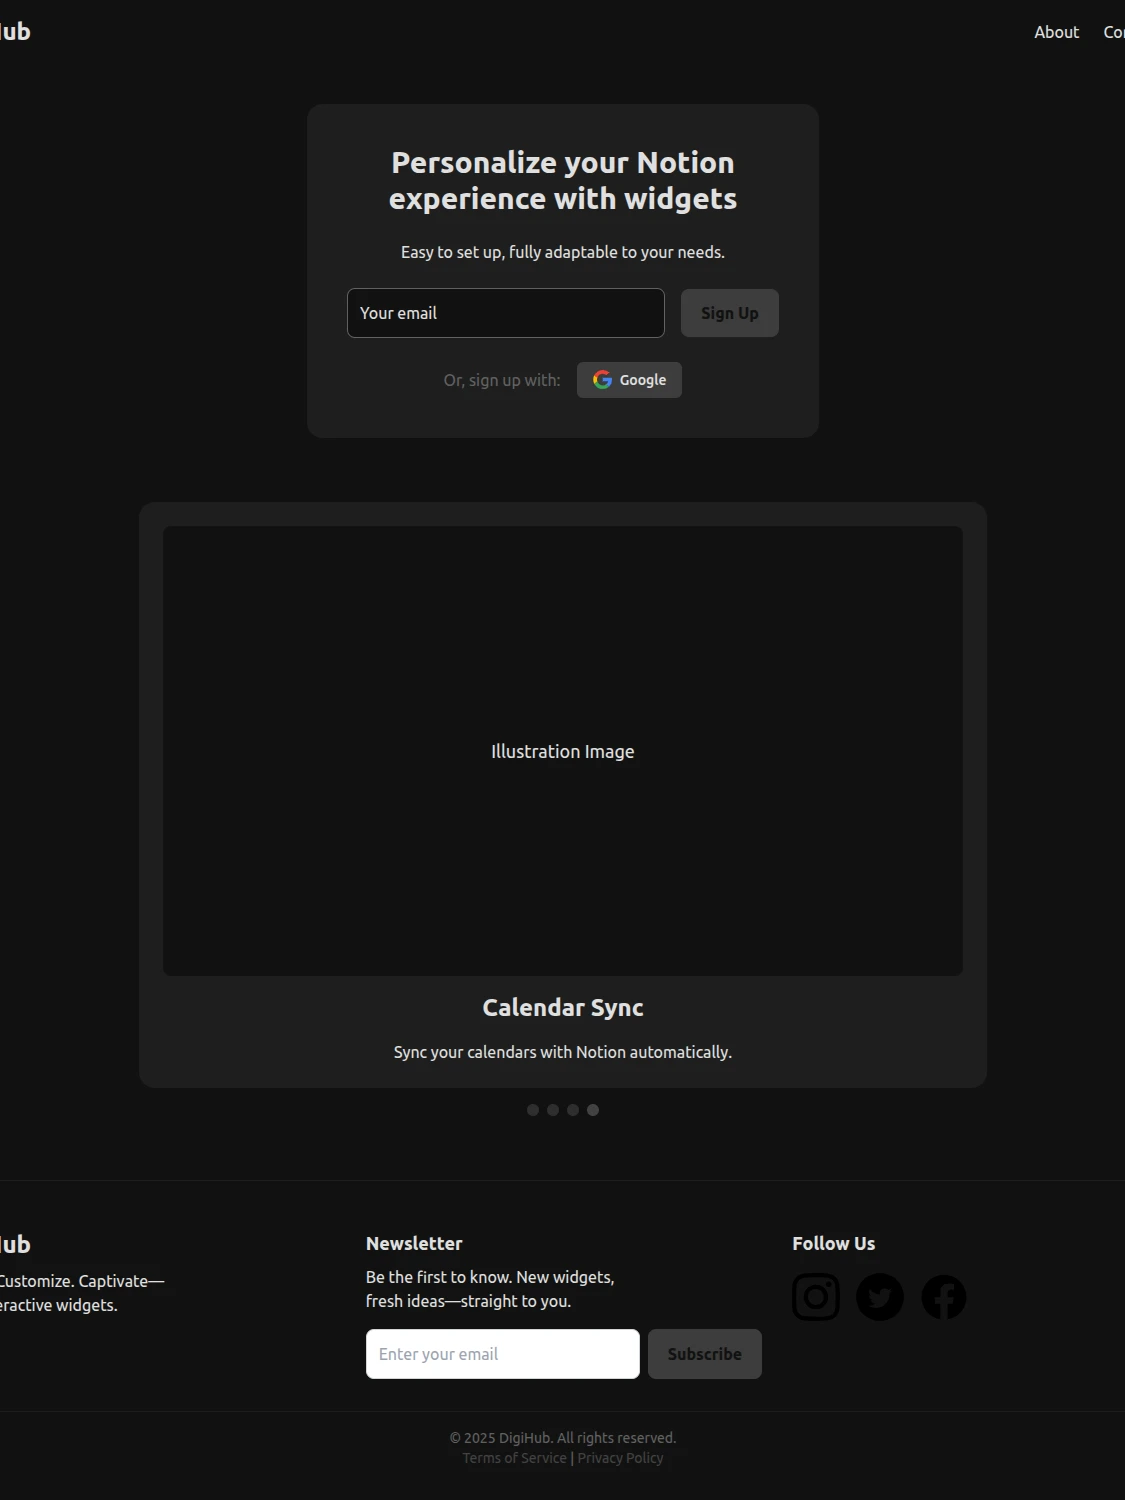 Hub
About
Personalize your Notion
experience with widgets
Easy to set up, fully adaptable to your needs.
Your email
Sign Up
Or, sign up with:
Google
Illustration Image
Calendar Sync
Sync your calendars with Notion automatically.
Hub
Customize. Captivate—
eractive widgets.
Newsletter
Be the first to know. New widgets,
fresh ideas—straight to you.
Enter your email
Subscribe
Follow Us
© 2025 DigiHub. All rights reserved.
Terms of Service | Privacy Policy